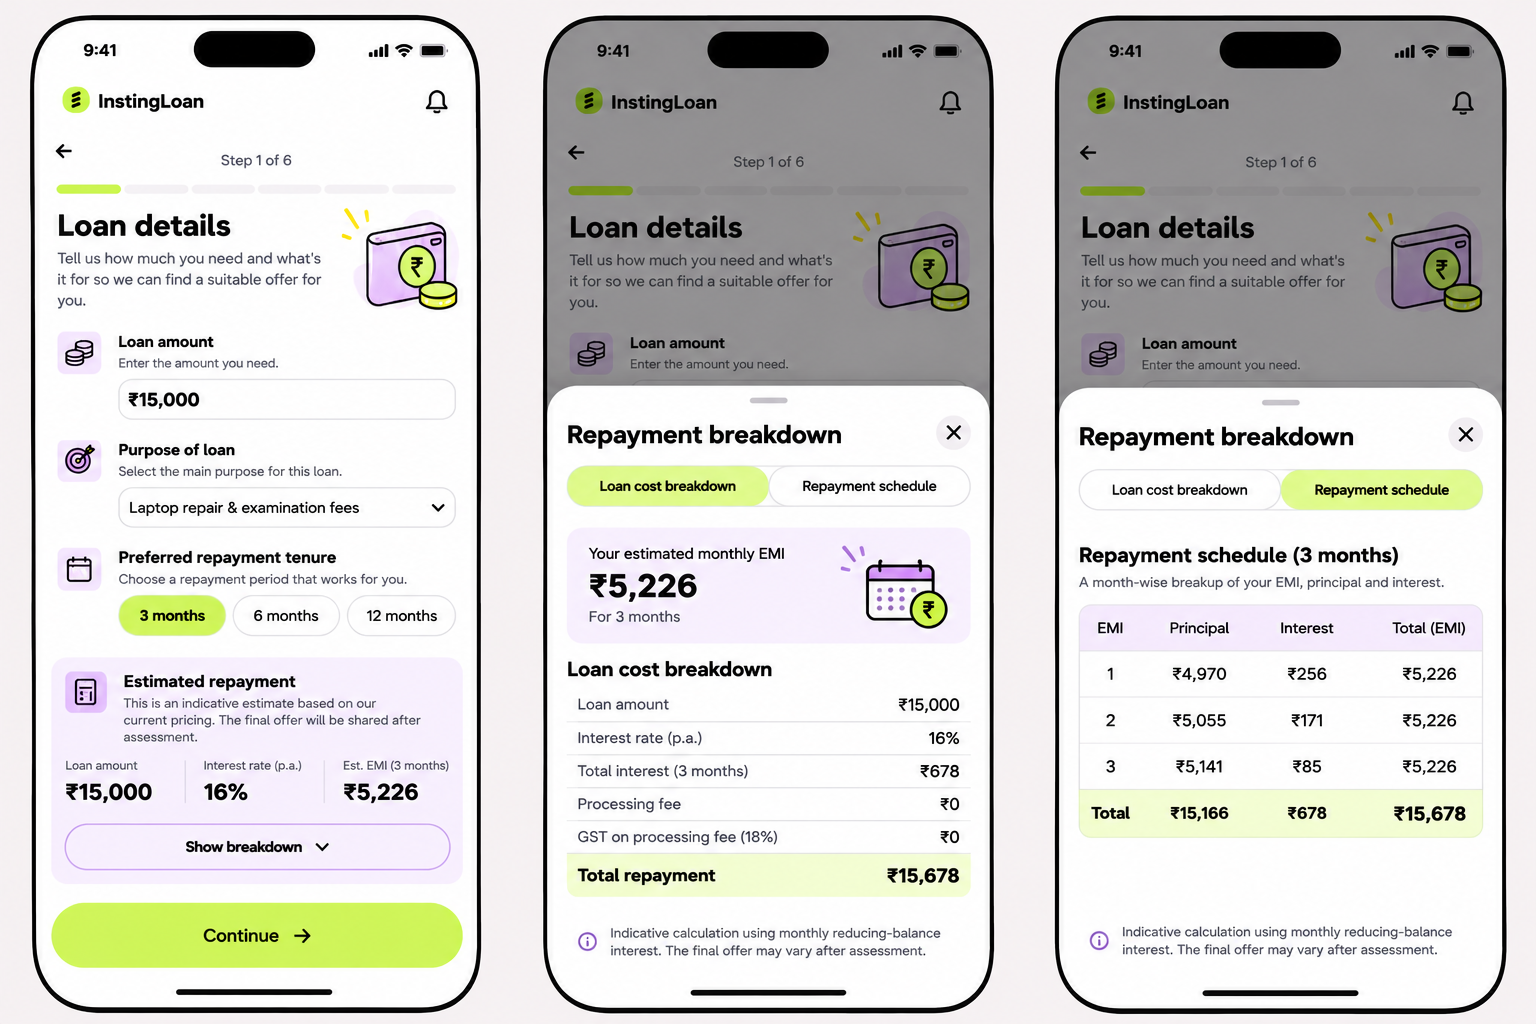 9:41
InstingLoan
Step 1 of 6
Loan details
Tell us how much you need and what's
it for so we can find a suitable offer for
you.
₹
Loan amount
Enter the amount you need.
₹15,000
Purpose of loan
Select the main purpose for this loan.
Laptop repair & examination fees
Preferred repayment tenure
Choose a repayment period that works for you.
3 months 6 months 12 months
Estimated repayment
This is an indicative estimate based on our
current pricing. The final offer will be shared after
assessment.
Loan amount Interest rate (p.a.) Est. EMI (3 months)
₹15,000 16% ₹5,226
Show breakdown
Continue
9:41
InstingLoan
Step 1 of 6
Loan details
Tell us how much you need and what's
it for so we can find a suitable offer for
you.
₹
Loan amount
Enter the amount you need.
Repayment breakdown
Loan cost breakdown Repayment schedule
Your estimated monthly EMI
₹5,226
For 3 months
₹
Loan cost breakdown
Loan amount ₹15,000
Interest rate (p.a.) 16%
Total interest (3 months) ₹678
Processing fee ₹0
GST on processing fee (18%) ₹0
Total repayment ₹15,678
Indicative calculation using monthly reducing-balance
interest. The final offer may vary after assessment.
9:41
InstingLoan
Step 1 of 6
Loan details
Tell us how much you need and what's
it for so we can find a suitable offer for
you.
₹
Loan amount
Enter the amount you need.
Repayment breakdown
Loan cost breakdown Repayment schedule
Repayment schedule (3 months)
A month-wise breakup of your EMI, principal and interest.
EMI Principal Interest Total (EMI)
1 ₹4,970 ₹256 ₹5,226
2 ₹5,055 ₹171 ₹5,226
3 ₹5,141 ₹85 ₹5,226
Total ₹15,166 ₹678 ₹15,678
Indicative calculation using monthly reducing-balance
interest. The final offer may vary after assessment.